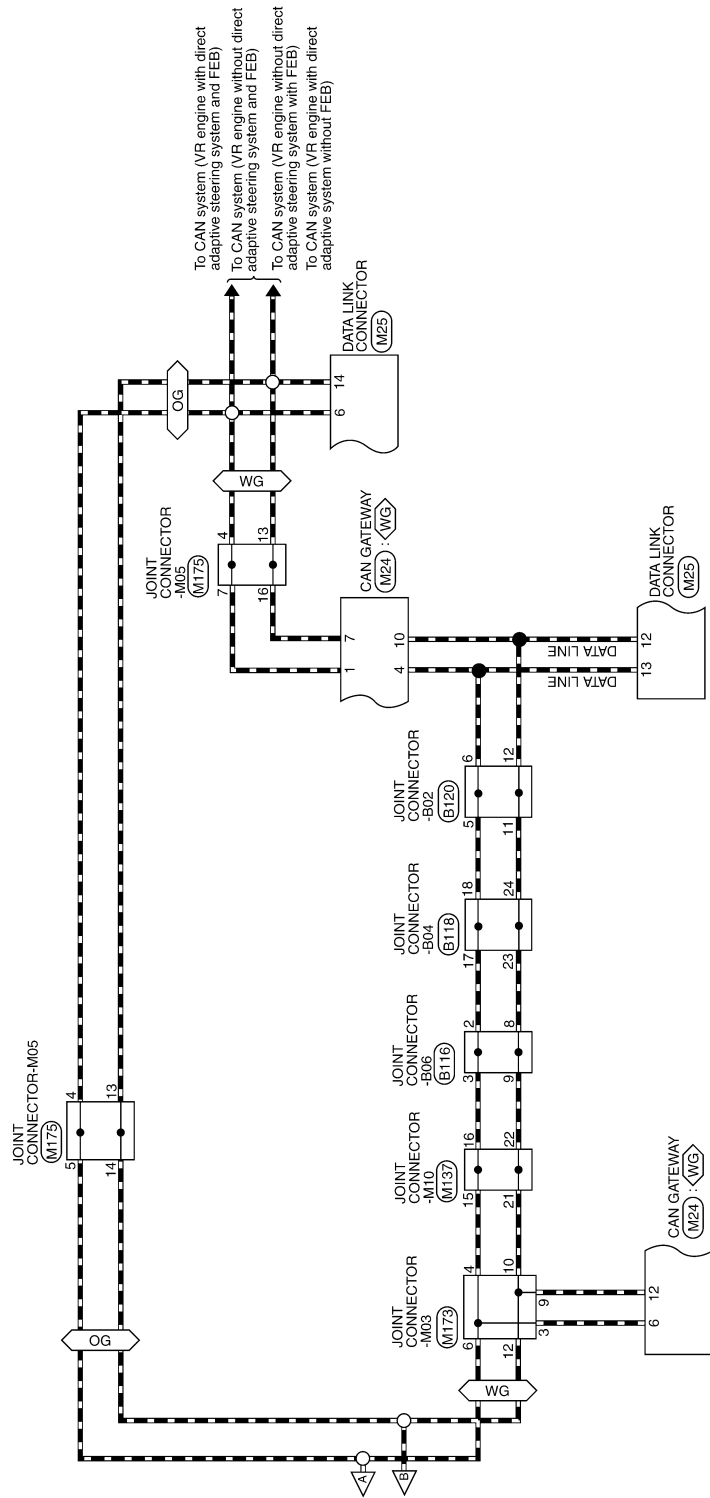 To CAN system (VR engine with direct
adaptive steering system and FEB)
To CAN system (VR engine without direct
adaptive steering system and FEB)
To CAN system (VR engine without direct
adaptive steering system with FEB)
To CAN system (VR engine with direct
adaptive system without FEB)
OG
14
6
DATA LINK
CONNECTOR
M25
WG
JOINT
CONNECTOR
-M05
M175
4
13
7
16
CAN GATEWAY
M24 : WG
7
1
10
4
DATA LINE
DATA LINE
DATA LINK
CONNECTOR
M25
12
13
JOINT
CONNECTOR
-B02
B120
6
12
5
11
JOINT
CONNECTOR
-B04
B118
18
24
17
23
JOINT
CONNECTOR
-B06
B116
2
8
3
9
JOINT
CONNECTOR-M05
M175
4
13
5
14
JOINT
CONNECTOR
-M10
M137
16
22
15
21
JOINT
CONNECTOR
-M03
M173
4
10
6
12
9
3
CAN GATEWAY
M24 : WG
12
6
OG
WG
A
B